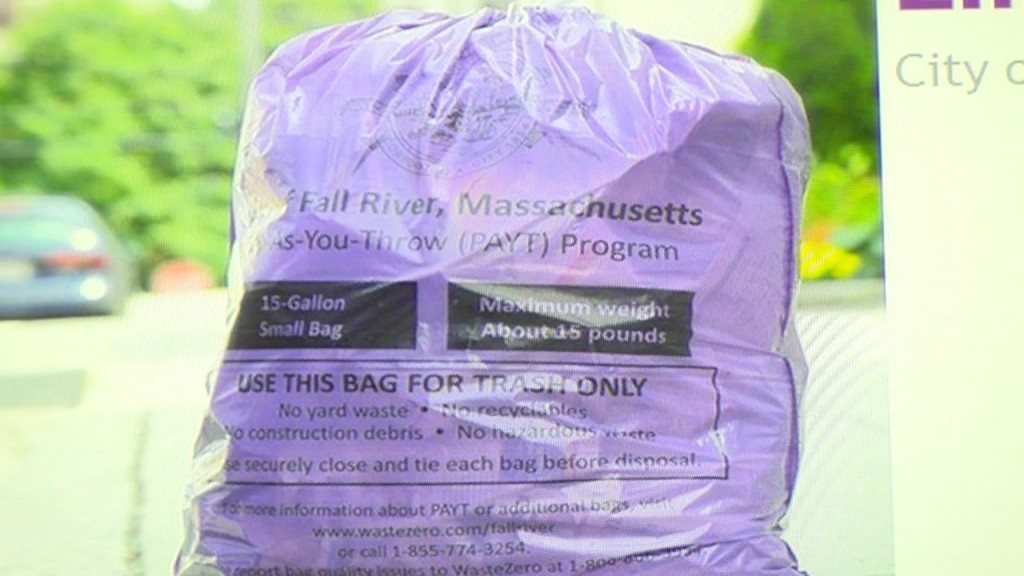 City
Fall River, Massachusetts
As-You-Throw (PAYT) Program
15-Gallon
Small Bag
Maximum weight
About 15 pounds
USE THIS BAG FOR TRASH ONLY
No yard waste • No recyclables
No construction debris • No hazardous waste
securely close and tie each bag before disposal.
For more information about PAYT or additional bags, visit
www.wastezero.com/fallriver
or call 1-855-774-3254.
report bag quality issues to WasteZero at